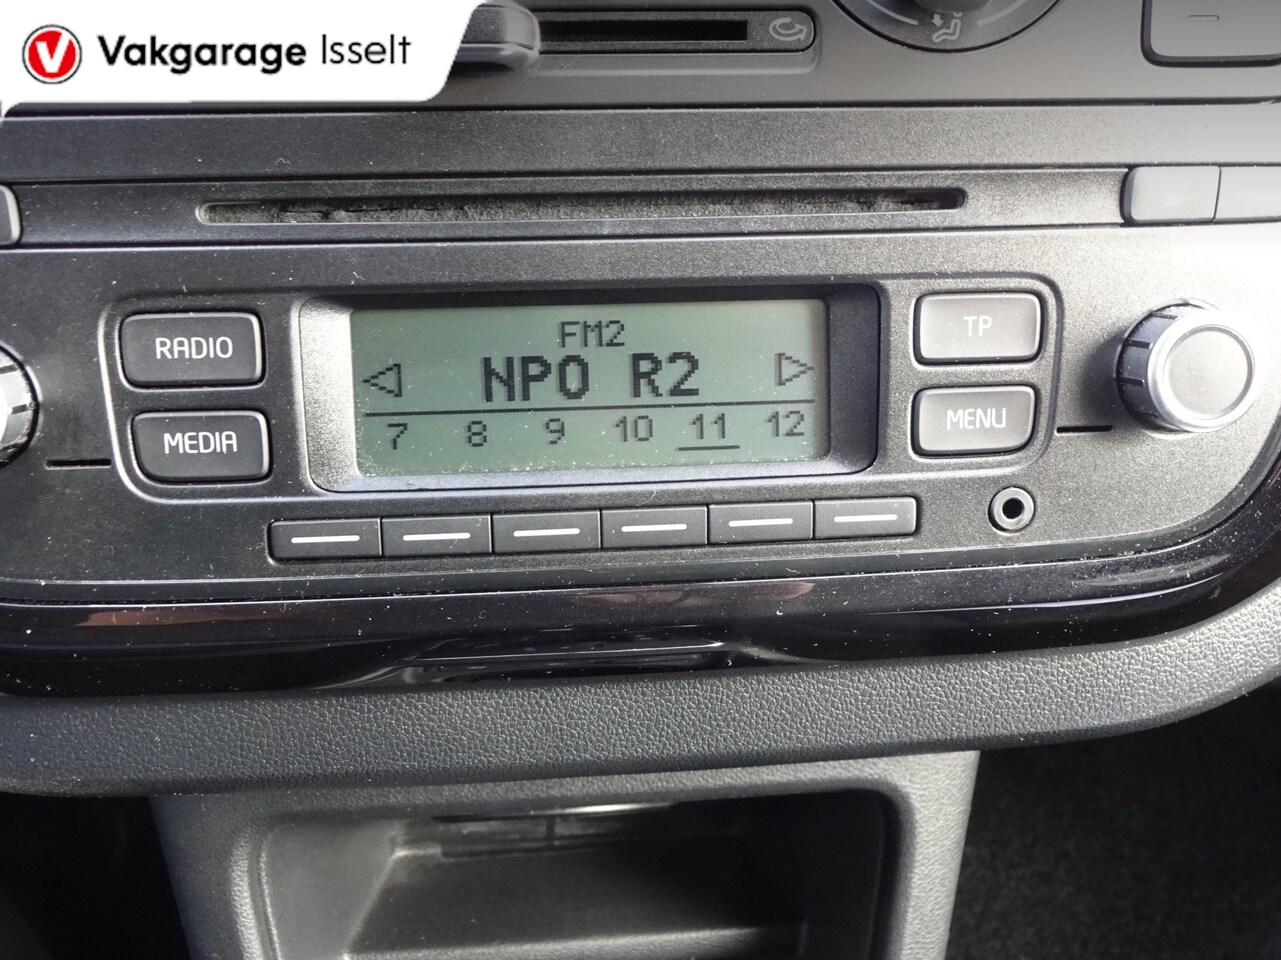 Vakgarage Isselt
RADIO
MEDIA
FM2
NPO R2
7 8 9 10 11 12
TP
MENU